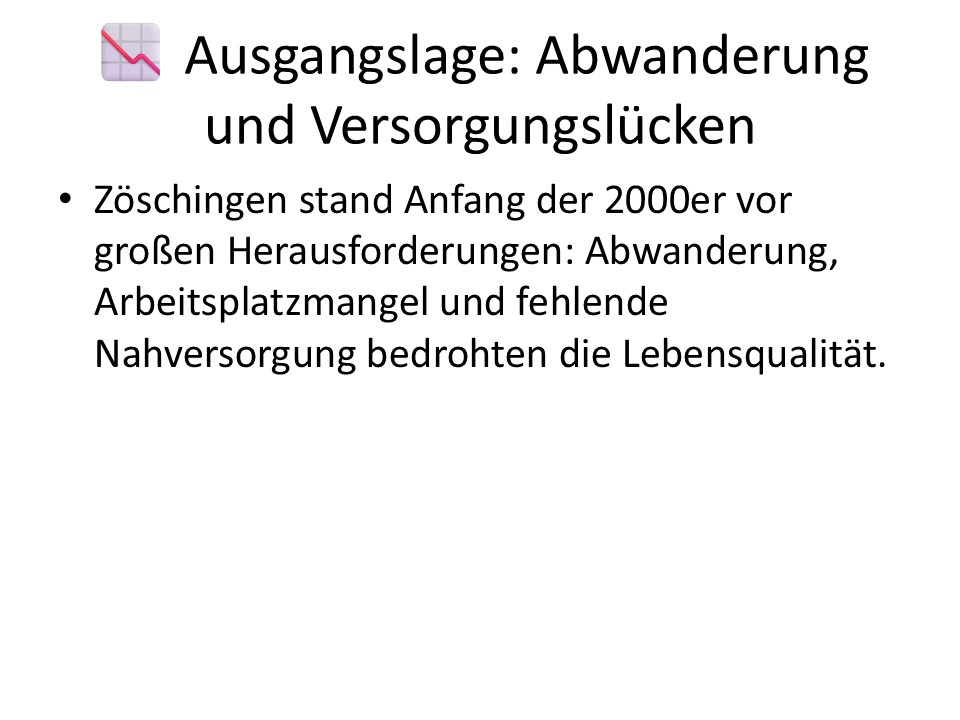 📉 Ausgangslage: Abwanderung
und Versorgungslücken
• Zöschingen stand Anfang der 2000er vor
großen Herausforderungen: Abwanderung,
Arbeitsplatzmangel und fehlende
Nahversorgung bedrohten die Lebensqualität.